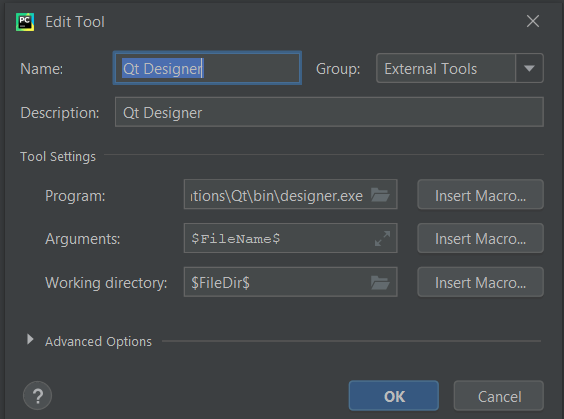 PC
Edit Tool
Name: Qt Designer Group: External Tools
Description: Qt Designer
Tool Settings
Program: ations\Qt\bin\designer.exe Insert Macro...
Arguments: $FileName$ Insert Macro...
Working directory: $FileDir$ Insert Macro...
Advanced Options
? OK Cancel